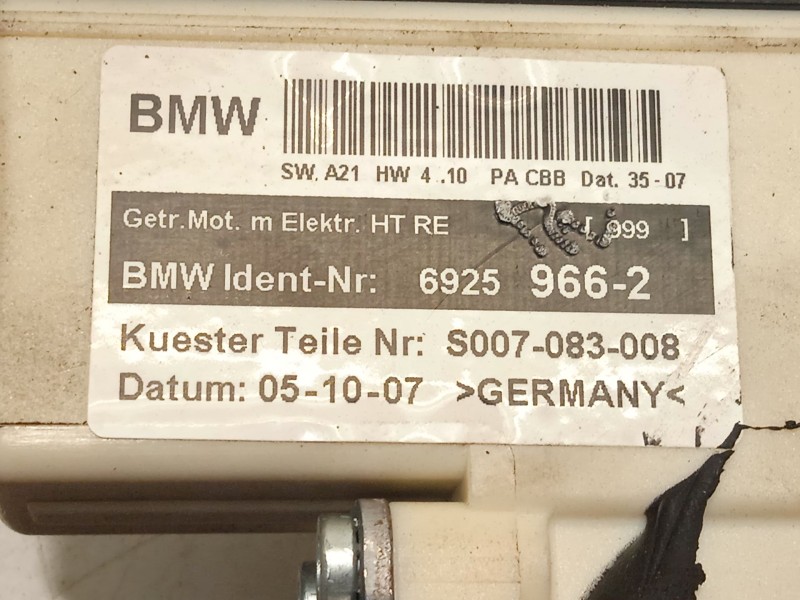 BMW
SW. A21 HW 4..10 PA CBB Dat. 35-07
Getr.Mot. m Elektr. HT RE [ 999 ]
BMW Ident-Nr: 6925 966-2
Kuester Teile Nr: S007-083-008
Datum: 05-10-07 >GERMANY<